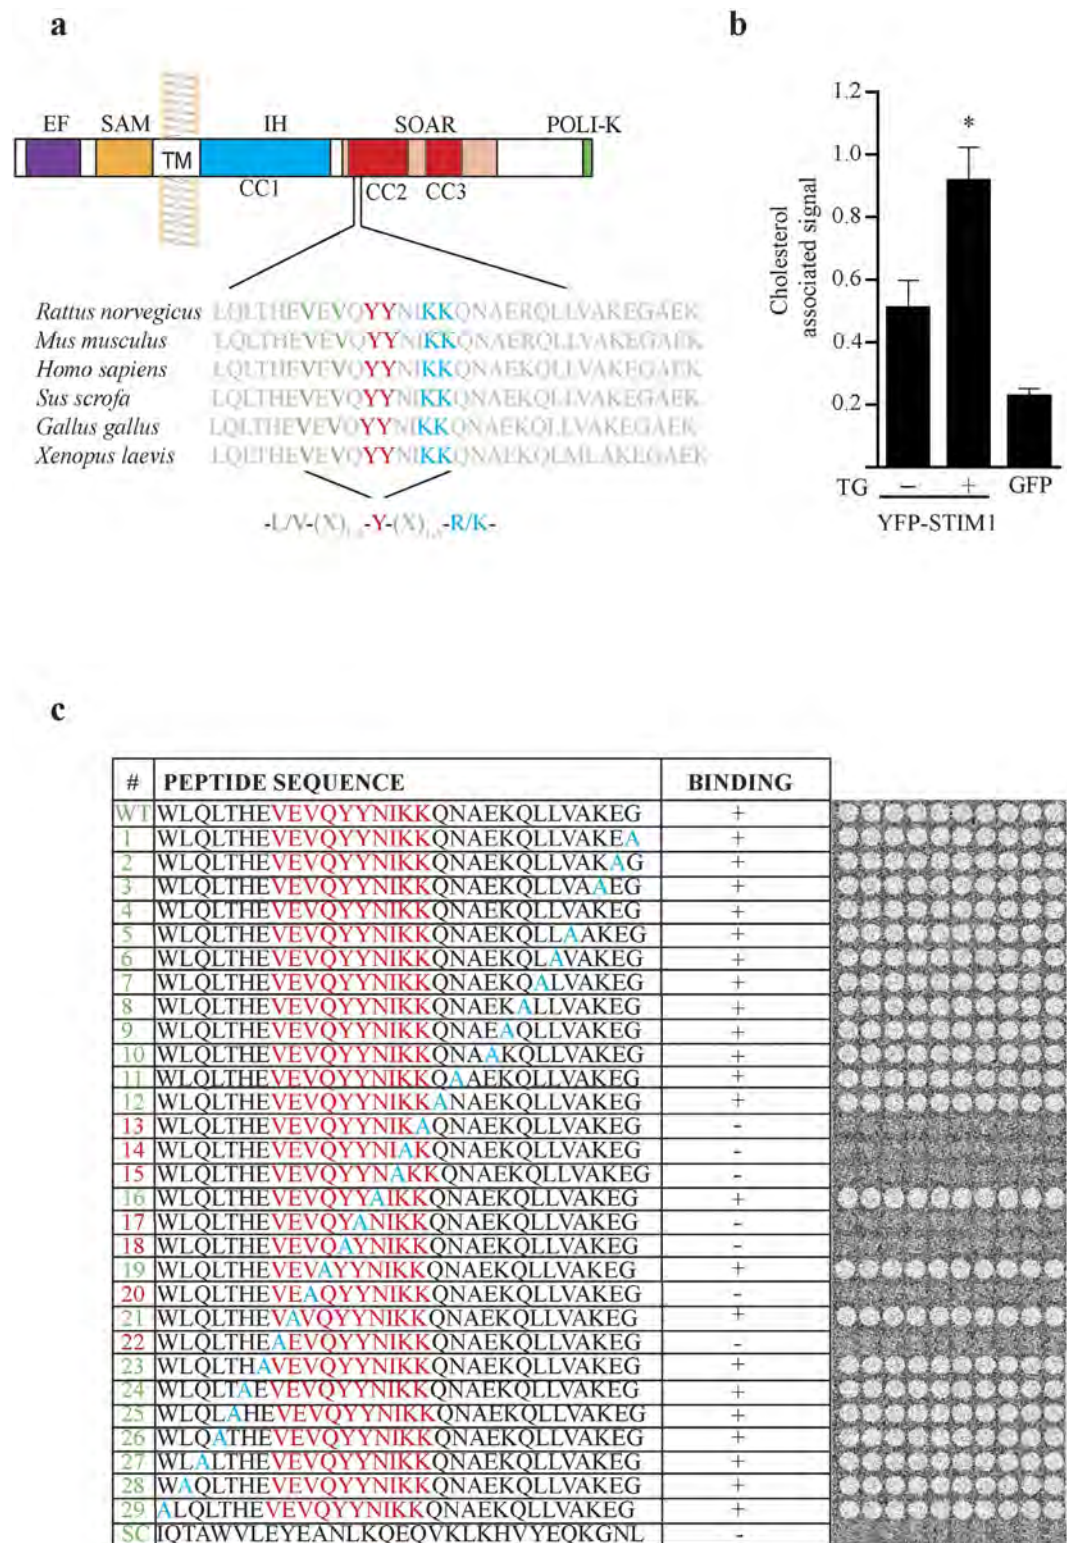 a
EF SAM IH SOAR POLI-K
TM
CC1 CC2 CC3
Rattus norvegicus LQLTHEVEVQYYNIKKQNAERQLLVAKEGAEK
Mus musculus LQLTHEVEVQYYNIKKQNAERQLLVAKEGAEK
Homo sapiens LQLTHEVEVQYYNIKKQNAEKQLLVAKEGAEK
Sus scrofa LQLTHEVEVQYYNIKKQNAEKQLLVAKEGAEK
Gallus gallus LQLTHEVEVQYYNIKKQNAEKQLLVAKEGAEK
Xenopus laevis LQLTHEVEVQYYNIKKQNAEKQLMLAKEGAEK
-L/V-(X)-Y-(X)-R/K-
b
Cholesterol
associated signal
1.2
1.0
0.8
0.6
0.4
0.2
*
TG – + GFP
YFP-STIM1
c
# PEPTIDE SEQUENCE BINDING
WT WLQLTHEVEVQYYNIKKQNAEKQLLVAKEG +
1 WLQLTHEVEVQYYNIKKQNAEKQLLVAKEA +
2 WLQLTHEVEVQYYNIKKQNAEKQLLVAKAG +
3 WLQLTHEVEVQYYNIKKQNAEKQLLVAAEG +
4 WLQLTHEVEVQYYNIKKQNAEKQLLVAKEG +
5 WLQLTHEVEVQYYNIKKQNAEKQLLAAKEG +
6 WLQLTHEVEVQYYNIKKQNAEKQLAVAKEG +
7 WLQLTHEVEVQYYNIKKQNAEKQALVAKEG +
8 WLQLTHEVEVQYYNIKKQNAEKALLVAKEG +
9 WLQLTHEVEVQYYNIKKQNAEAQLLVAKEG +
10 WLQLTHEVEVQYYNIKKQNAAKQLLVAKEG +
11 WLQLTHEVEVQYYNIKKQAAEKQLLVAKEG +
12 WLQLTHEVEVQYYNIKKANAEKQLLVAKEG +
13 WLQLTHEVEVQYYNIKAQNAEKQLLVAKEG -
14 WLQLTHEVEVQYYNIAKQNAEKQLLVAKEG -
15 WLQLTHEVEVQYYNAKKQNAEKQLLVAKEG -
16 WLQLTHEVEVQYYAIKKQNAEKQLLVAKEG +
17 WLQLTHEVEVQYANIKKQNAEKQLLVAKEG -
18 WLQLTHEVEVQAYNIKKQNAEKQLLVAKEG -
19 WLQLTHEVEVAYYNIKKQNAEKQLLVAKEG +
20 WLQLTHEVEAQYYNIKKQNAEKQLLVAKEG -
21 WLQLTHEVAVQYYNIKKQNAEKQLLVAKEG +
22 WLQLTHEAEVQYYNIKKQNAEKQLLVAKEG -
23 WLQLTHAVEVQYYNIKKQNAEKQLLVAKEG +
24 WLQLTAEVEVQYYNIKKQNAEKQLLVAKEG +
25 WLQLAHEVEVQYYNIKKQNAEKQLLVAKEG +
26 WLQATHEVEVQYYNIKKQNAEKQLLVAKEG +
27 WLALTHEVEVQYYNIKKQNAEKQLLVAKEG +
28 WAQLTHEVEVQYYNIKKQNAEKQLLVAKEG +
29 ALQLTHEVEVQYYNIKKQNAEKQLLVAKEG +
SC IQTAWVLEYEANLKQEQVKLKHVYEQKGNL -